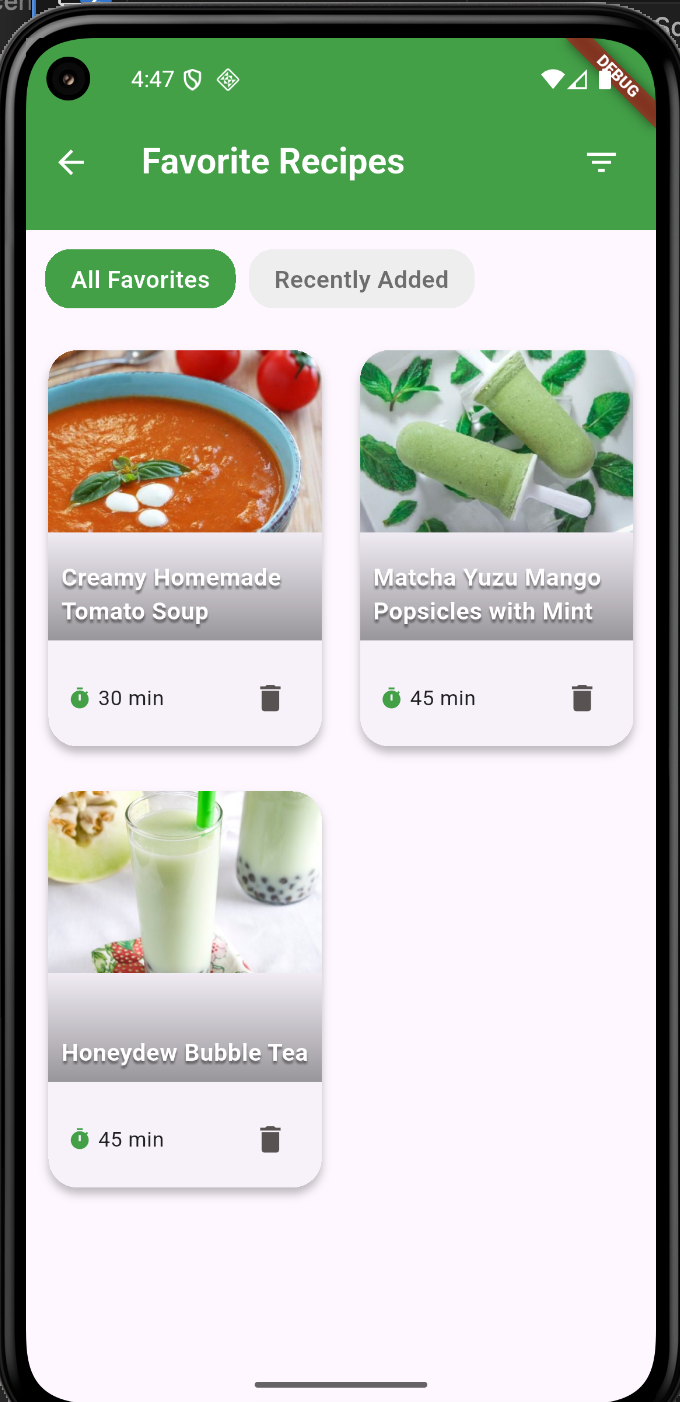 4:47
DEBUG
Favorite Recipes
All Favorites
Recently Added
Creamy Homemade
Tomato Soup
Matcha Yuzu Mango
Popsicles with Mint
30 min
45 min
Honeydew Bubble Tea
45 min